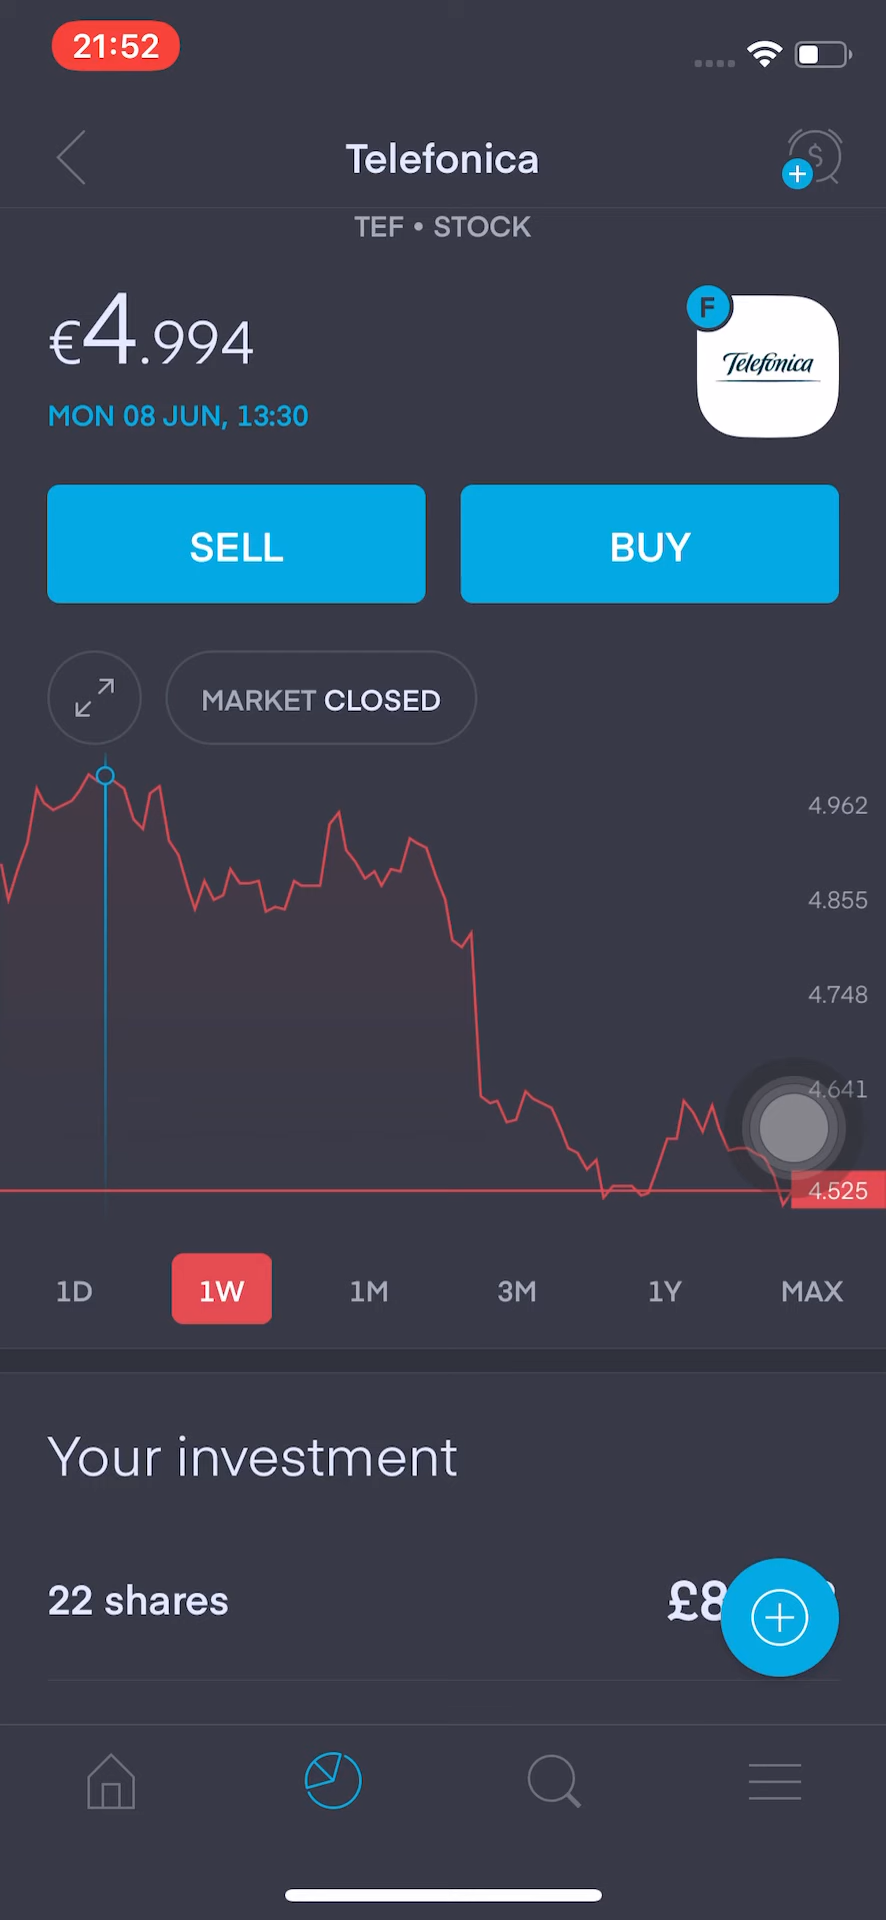 21:52
Telefonica
TEF • STOCK
€4.994
MON 08 JUN, 13:30
F
Telefónica
SELL
BUY
MARKET CLOSED
4.962
4.855
4.748
4.641
4.525
1D 1W 1M 3M 1Y MAX
Your investment
22 shares